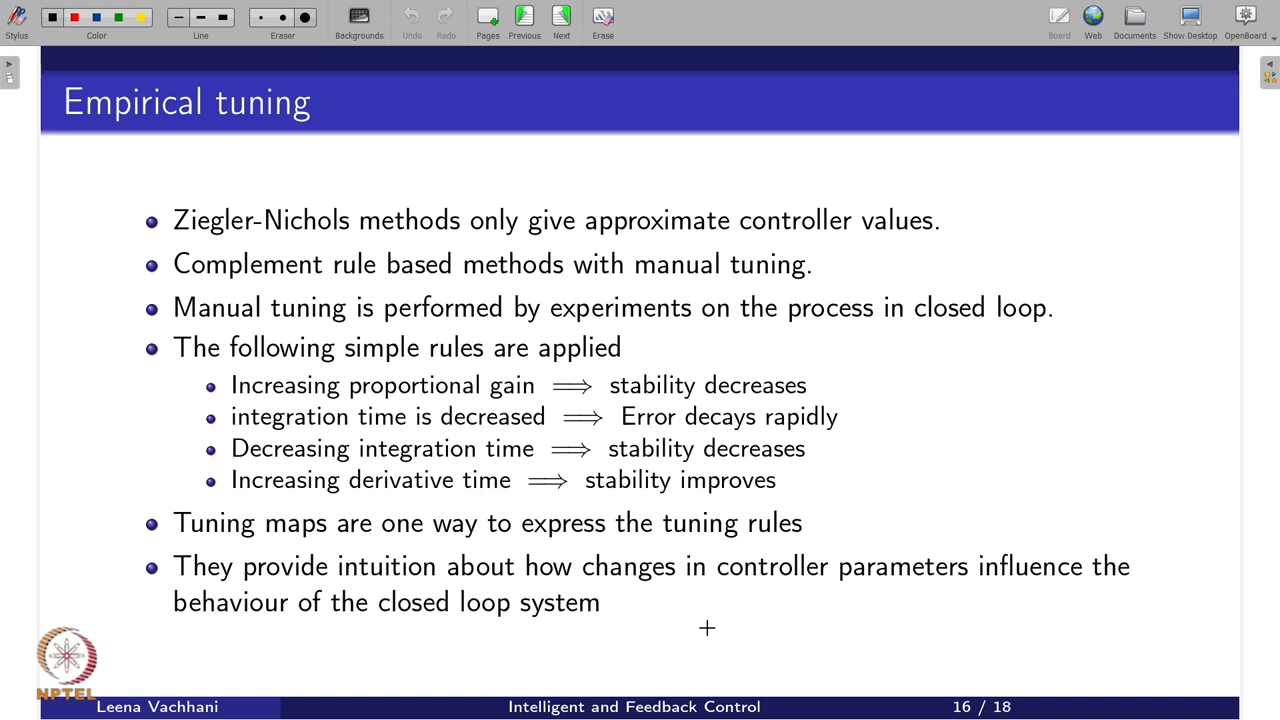 Stylus Color Line Eraser Backgrounds Undo Redo Pages Previous Next Erase Board Web Documents Show Desktop OpenBoard
Empirical tuning
Ziegler-Nichols methods only give approximate controller values.
Complement rule based methods with manual tuning.
Manual tuning is performed by experiments on the process in closed loop.
The following simple rules are applied
Increasing proportional gain ⟹ stability decreases
integration time is decreased ⟹ Error decays rapidly
Decreasing integration time ⟹ stability decreases
Increasing derivative time ⟹ stability improves
Tuning maps are one way to express the tuning rules
They provide intuition about how changes in controller parameters influence the
behaviour of the closed loop system
NPTEL
Leena Vachhani Intelligent and Feedback Control 16 / 18